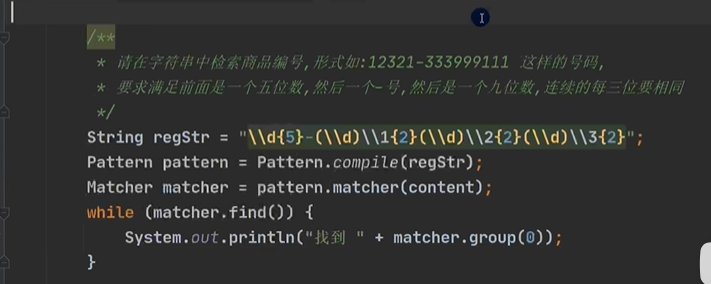 /**
* 请在字符串中检索商品编号,形式如:12321-333999111 这样的号码,
* 要求满足前面是一个五位数,然后一个-号,然后是一个九位数,连续的每三位要相同
*/
String regStr = "\\d{5}-(\\d)\\1{2}(\\d)\\2{2}(\\d)\\3{2}";
Pattern pattern = Pattern.compile(regStr);
Matcher matcher = pattern.matcher(content);
while (matcher.find()) {
System.out.println("找到 " + matcher.group(0));
}